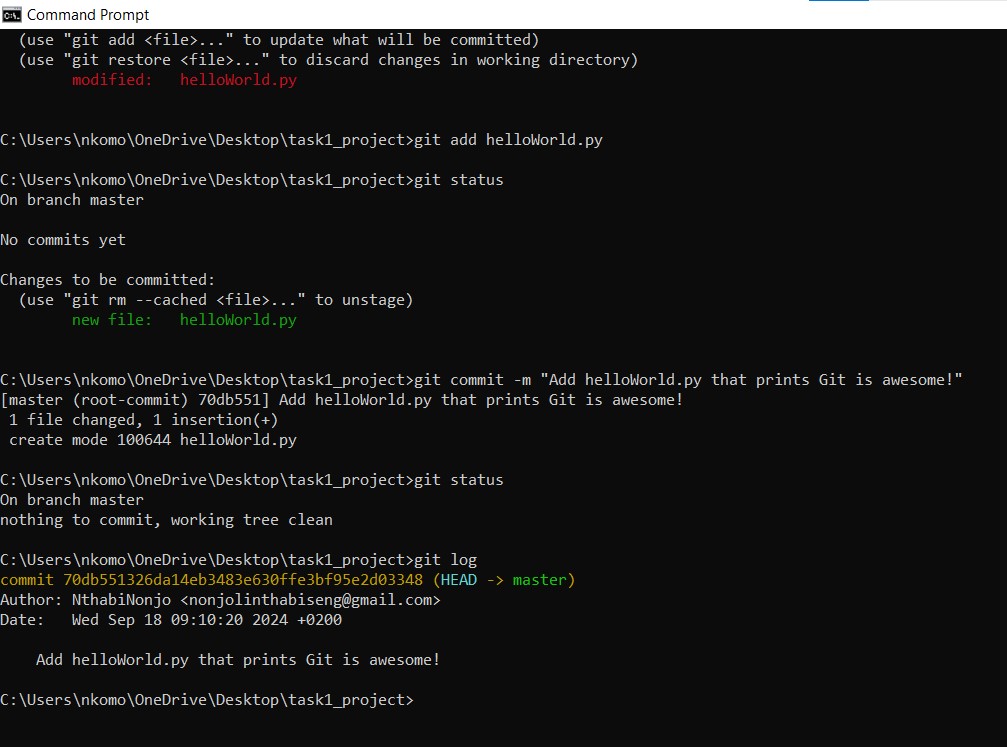 Command Prompt
(use "git add <file>..." to update what will be committed)
(use "git restore <file>..." to discard changes in working directory)
modified:   helloWorld.py
C:\Users\nkomo\OneDrive\Desktop\task1_project>git add helloWorld.py
C:\Users\nkomo\OneDrive\Desktop\task1_project>git status
On branch master
No commits yet
Changes to be committed:
(use "git rm --cached <file>..." to unstage)
new file:   helloWorld.py
C:\Users\nkomo\OneDrive\Desktop\task1_project>git commit -m "Add helloWorld.py that prints Git is awesome!"
[master (root-commit) 70db551] Add helloWorld.py that prints Git is awesome!
1 file changed, 1 insertion(+)
create mode 100644 helloWorld.py
C:\Users\nkomo\OneDrive\Desktop\task1_project>git status
On branch master
nothing to commit, working tree clean
C:\Users\nkomo\OneDrive\Desktop\task1_project>git log
commit 70db551326da14eb3483e630ffe3bf95e2d03348 (HEAD -> master)
Author: NthabiNonjo <nonjolinthabiseng@gmail.com>
Date:   Wed Sep 18 09:10:20 2024 +0200
Add helloWorld.py that prints Git is awesome!
C:\Users\nkomo\OneDrive\Desktop\task1_project>